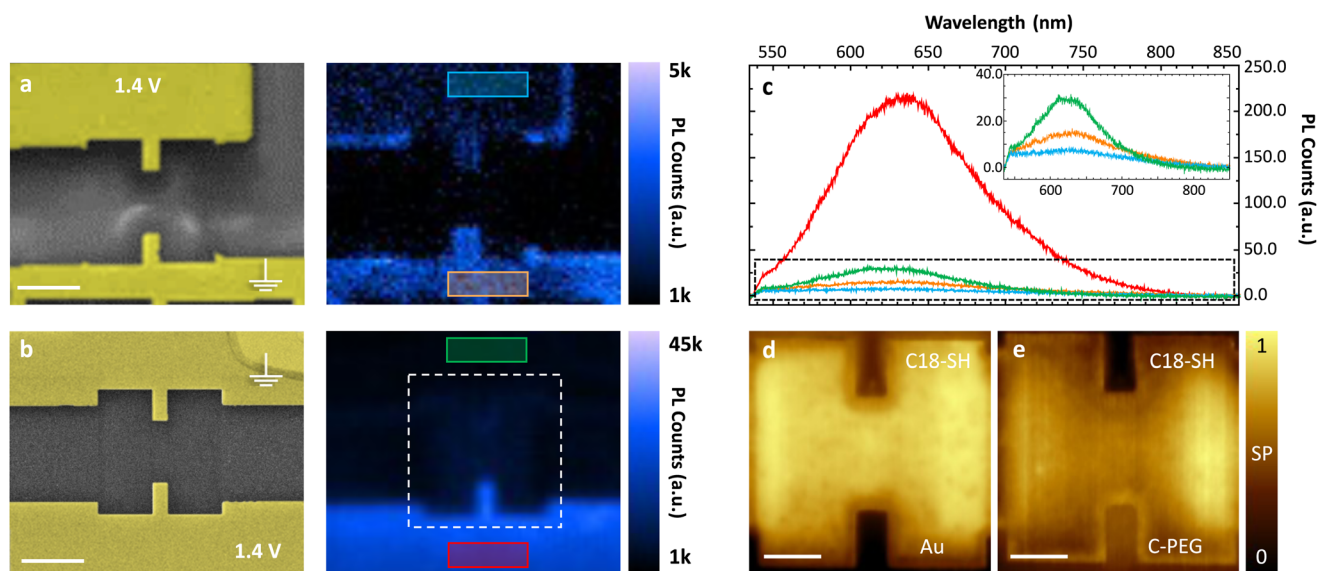 a
1.4 V
5k
PL Counts (a.u.)
1k
b
1.4 V
45k
PL Counts (a.u.)
1k
Wavelength (nm)
550 600 650 700 750 800 850
c
250.0
200.0
150.0
100.0
50.0
0.0
PL Counts (a.u.)
40.0
20.0
0.0
600 700 800
d
C18-SH
Au
e
C18-SH
C-PEG
1
SP
0